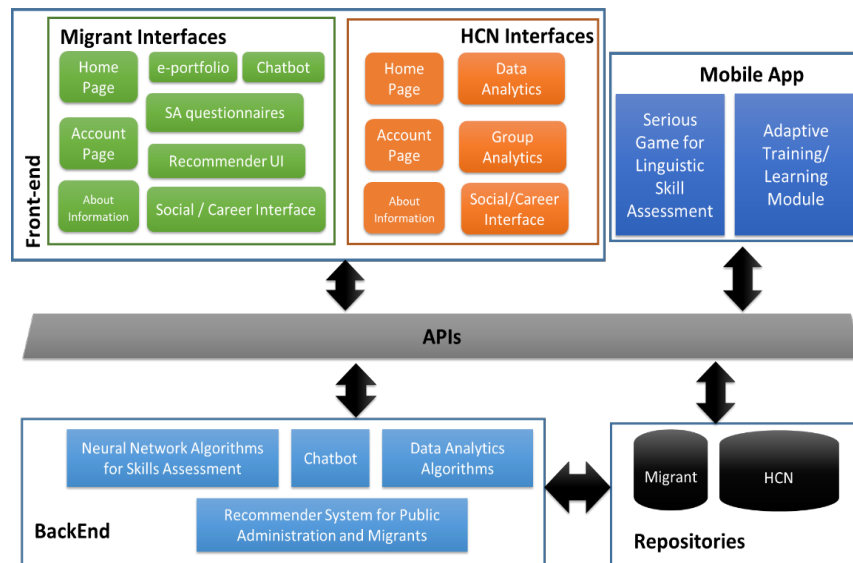 Front-end
Migrant Interfaces
Home
Page
e-portfolio
Chatbot
SA questionnaires
Account
Page
Recommender UI
About
Information
Social / Career Interface
HCN Interfaces
Home
Page
Data
Analytics
Account
Page
Group
Analytics
About
Information
Social/Career
Interface
Mobile App
Serious
Game for
Linguistic
Skill
Assessment
Adaptive
Training/
Learning
Module
APIs
Neural Network Algorithms
for Skills Assessment
Chatbot
Data Analytics
Algorithms
Recommender System for Public
Administration and Migrants
BackEnd
Migrant
HCN
Repositories